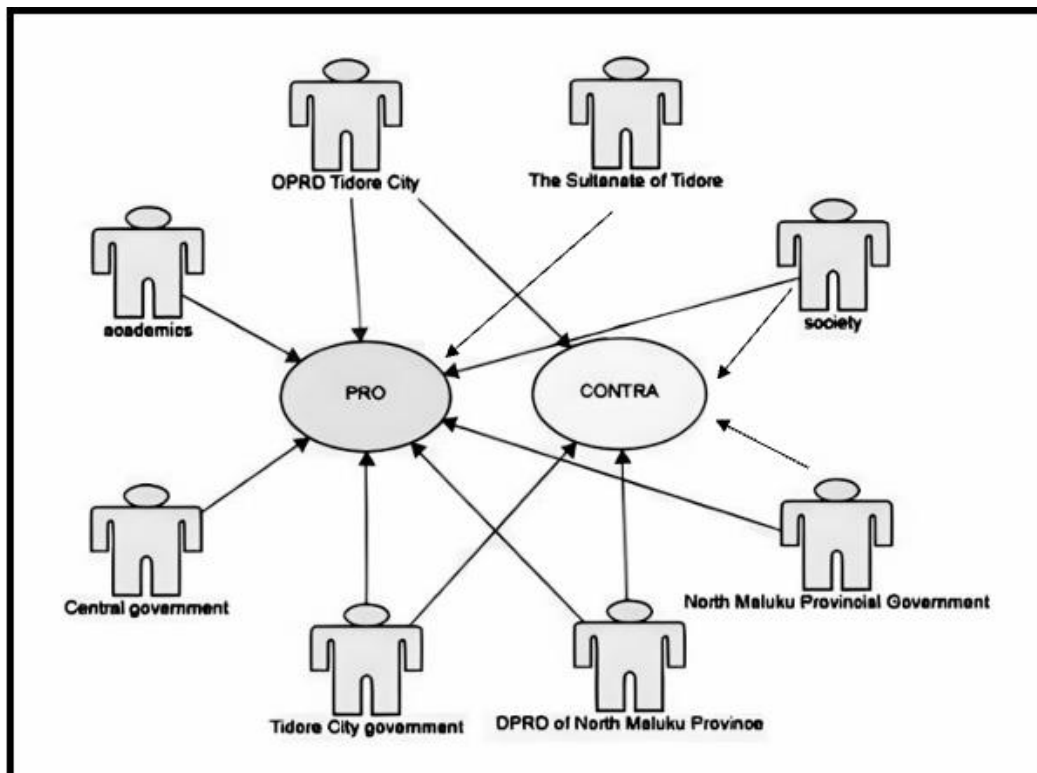 DPRD Tidore City
The Sultanate of Tidore
aoademics
society
PRO
CONTRA
Central government
North Maluku Provincial Government
Tidore City government
DPRD of North Maluku Province